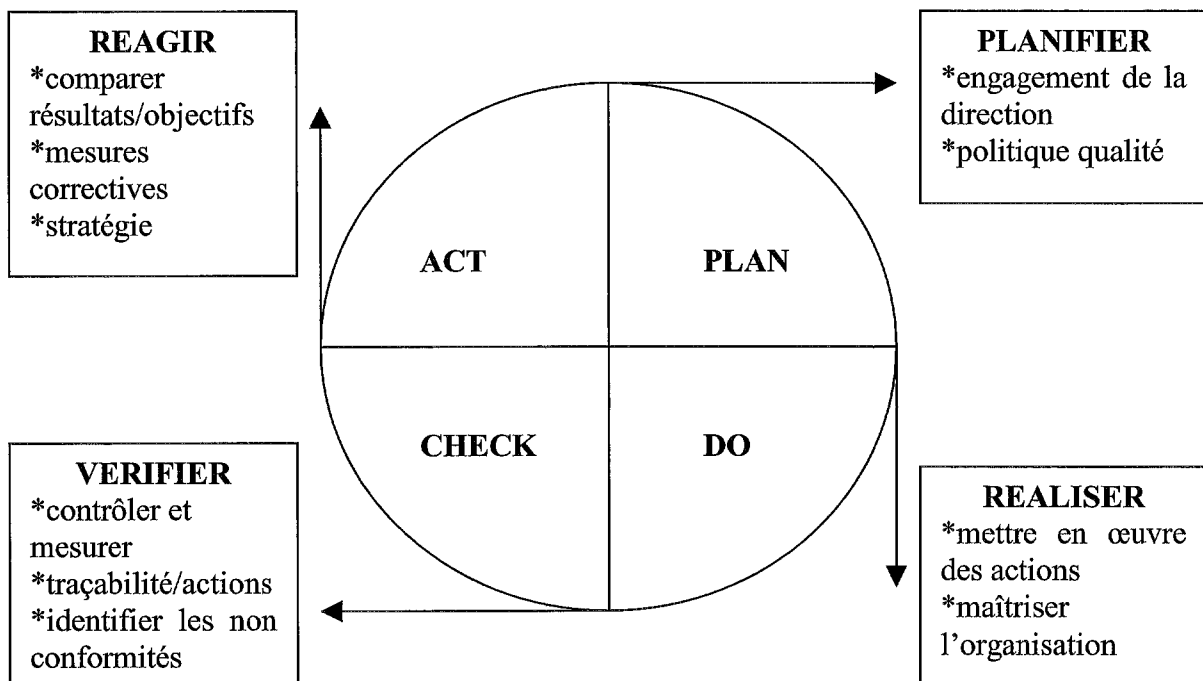 REAGIR
*comparer
résultats/objectifs
*mesures
correctives
*stratégie
PLANIFIER
*engagement de la
direction
*politique qualité
ACT
PLAN
CHECK
DO
VERIFIER
*contrôler et
mesurer
*traçabilité/actions
*identifier les non
conformités
REALISER
*mettre en œuvre
des actions
*maîtriser
l’organisation